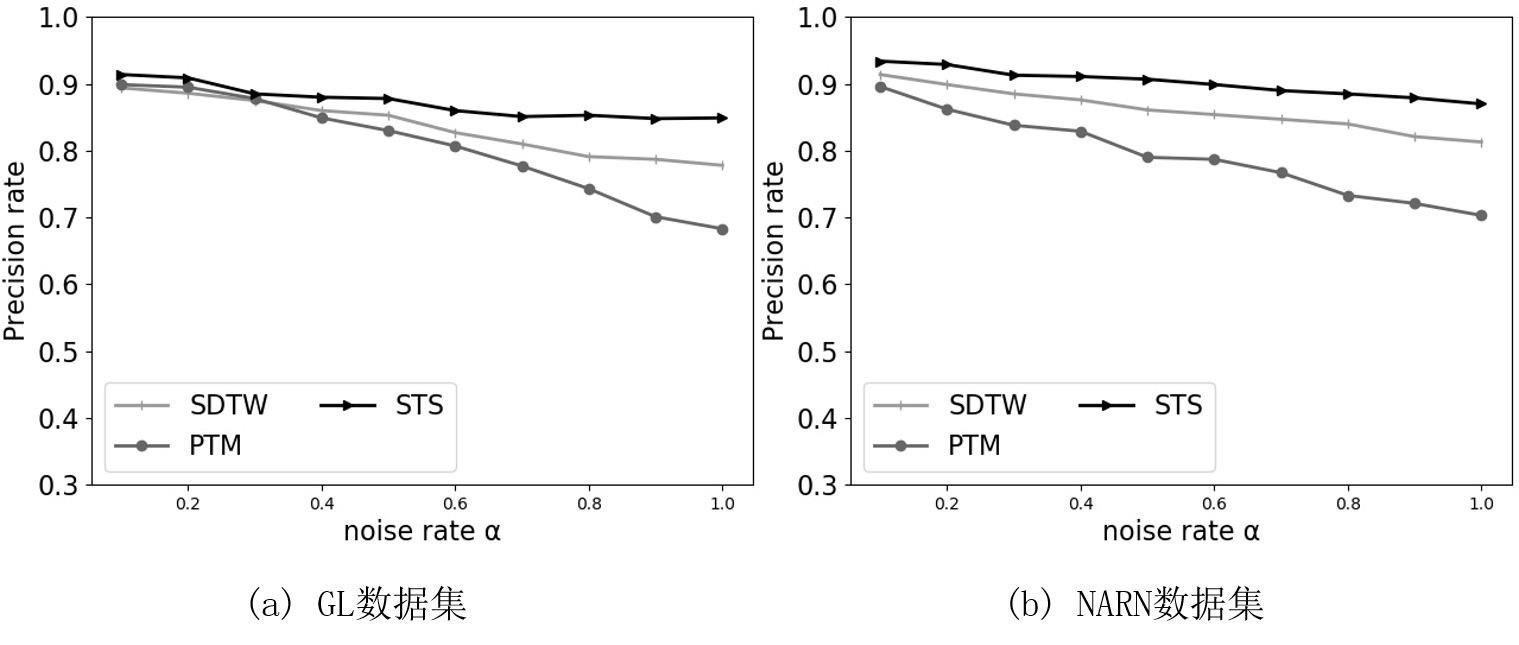 1.0
0.9
0.8
0.7
0.6
0.5
0.4
0.3
Precision rate
SDTW
STS
PTM
0.2 0.4 0.6 0.8 1.0
noise rate α
(a) GL数据集
1.0
0.9
0.8
0.7
0.6
0.5
0.4
0.3
Precision rate
SDTW
STS
PTM
0.2 0.4 0.6 0.8 1.0
noise rate α
(b) NARN数据集